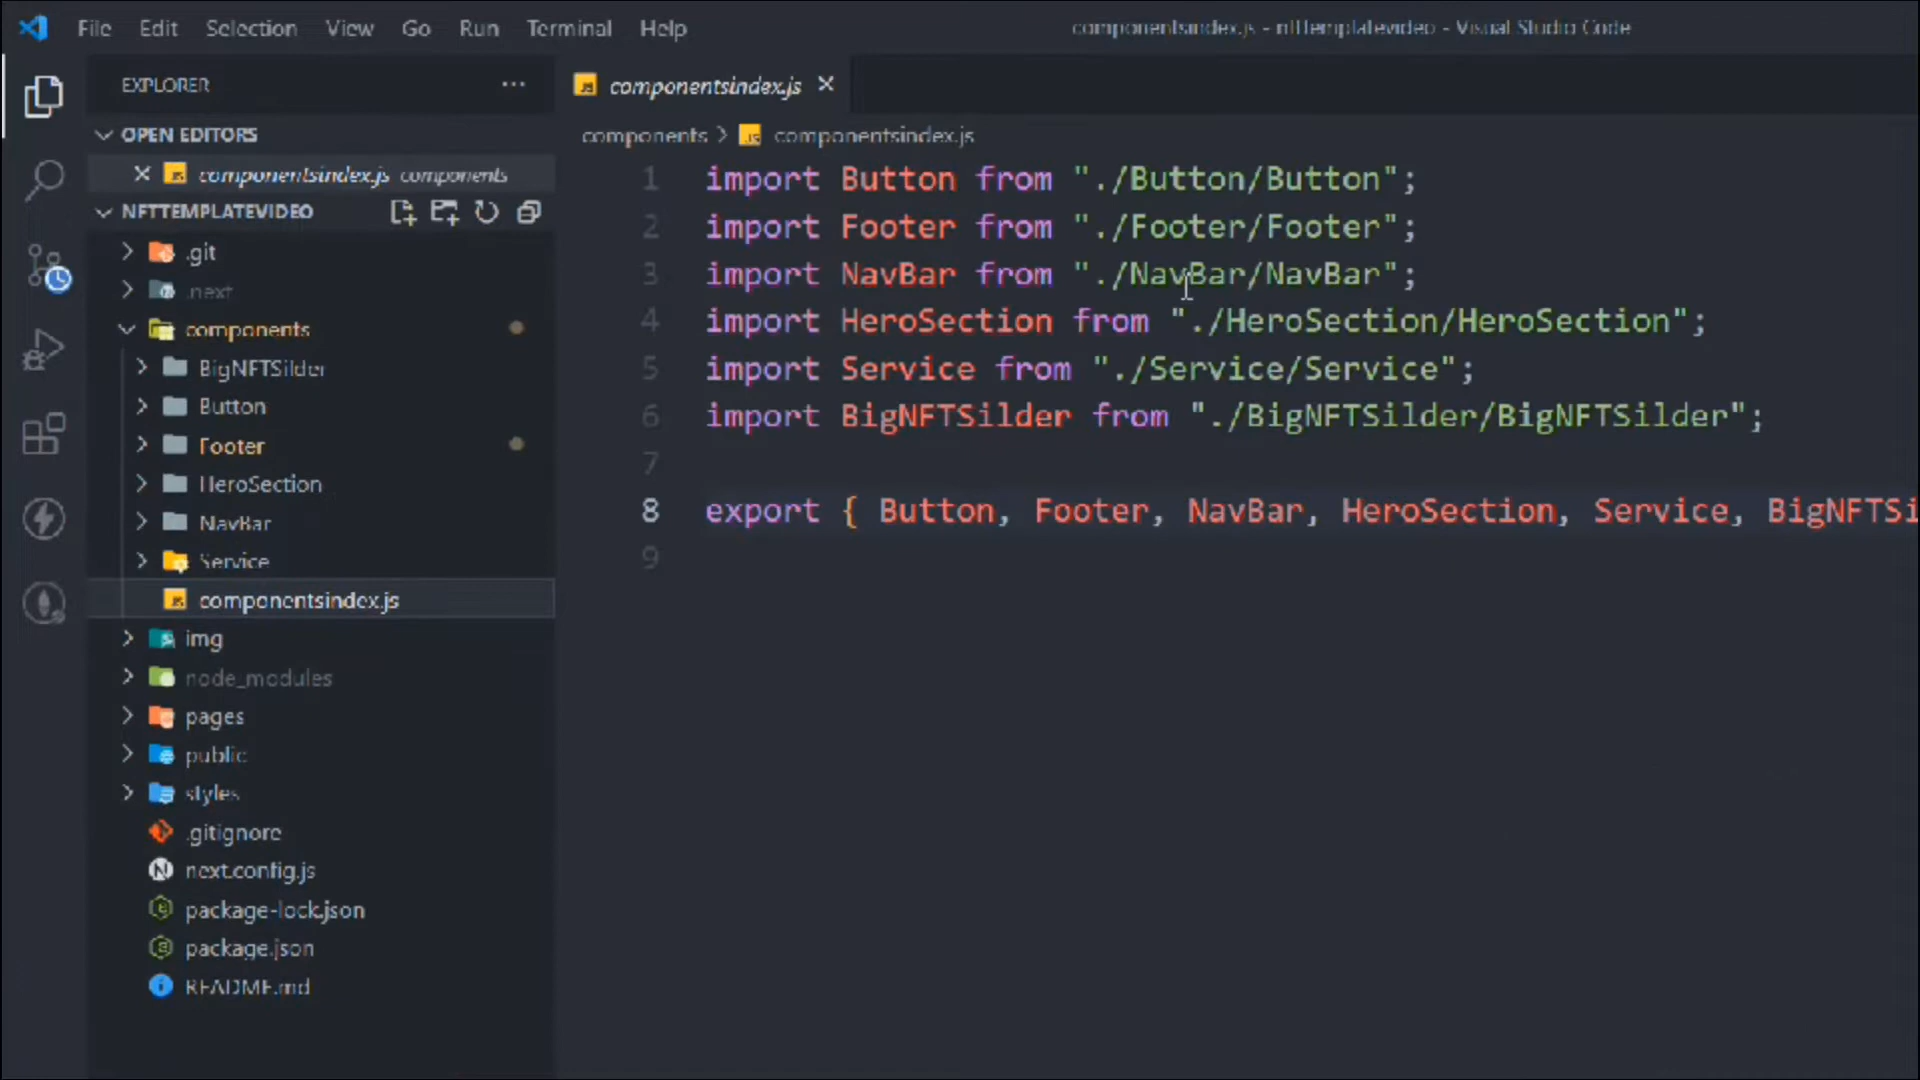 File Edit Selection View Go Run Terminal Help
componentsindex.js - nfttemplatevideo - Visual Studio Code
EXPLORER
OPEN EDITORS
componentsindex.js components
NFTTEMPLATEVIDEO
.git
.next
components
BigNFTSilder
Button
Footer
HeroSection
NavBar
Service
componentsindex.js
img
node_modules
pages
public
styles
.gitignore
next.config.js
package-lock.json
package.json
README.md
componentsindex.js
components > componentsindex.js
1 import Button from "./Button/Button";
2 import Footer from "./Footer/Footer";
3 import NavBar from "./NavBar/NavBar";
4 import HeroSection from "./HeroSection/HeroSection";
5 import Service from "./Service/Service";
6 import BigNFTSilder from "./BigNFTSilder/BigNFTSilder";
7
8 export { Button, Footer, NavBar, HeroSection, Service, BigNFTSi
9